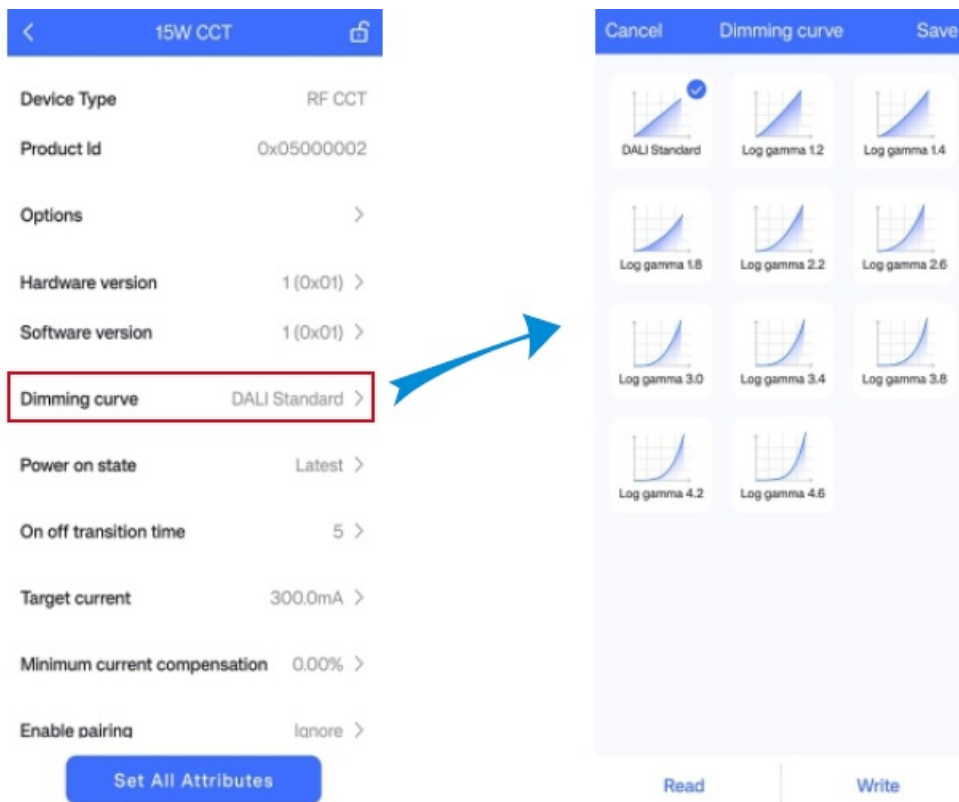 15W CCT
Device Type RF CCT
Product Id 0x05000002
Options
Hardware version 1 (0x01)
Software version 1 (0x01)
Dimming curve DALI Standard
Power on state Latest
On off transition time 5
Target current 300.0mA
Minimum current compensation 0.00%
Enable pairing Ignore
Set All Attributes
Cancel Dimming curve Save
DALI Standard Log gamma 1.2 Log gamma 1.4
Log gamma 1.8 Log gamma 2.2 Log gamma 2.6
Log gamma 3.0 Log gamma 3.4 Log gamma 3.8
Log gamma 4.2 Log gamma 4.6
Read Write